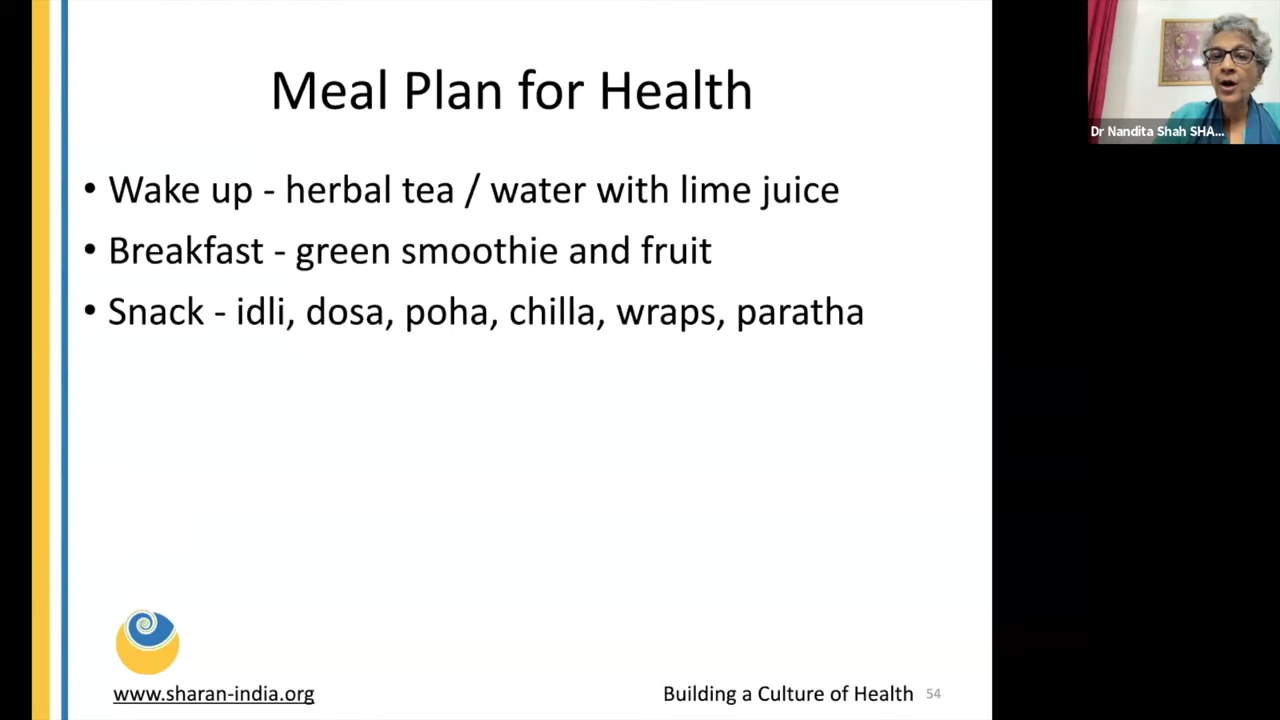 Meal Plan for Health
• Wake up - herbal tea / water with lime juice
• Breakfast - green smoothie and fruit
• Snack - idli, dosa, poha, chilla, wraps, paratha
www.sharan-india.org
Building a Culture of Health 54
Dr Nandita Shah SHA...